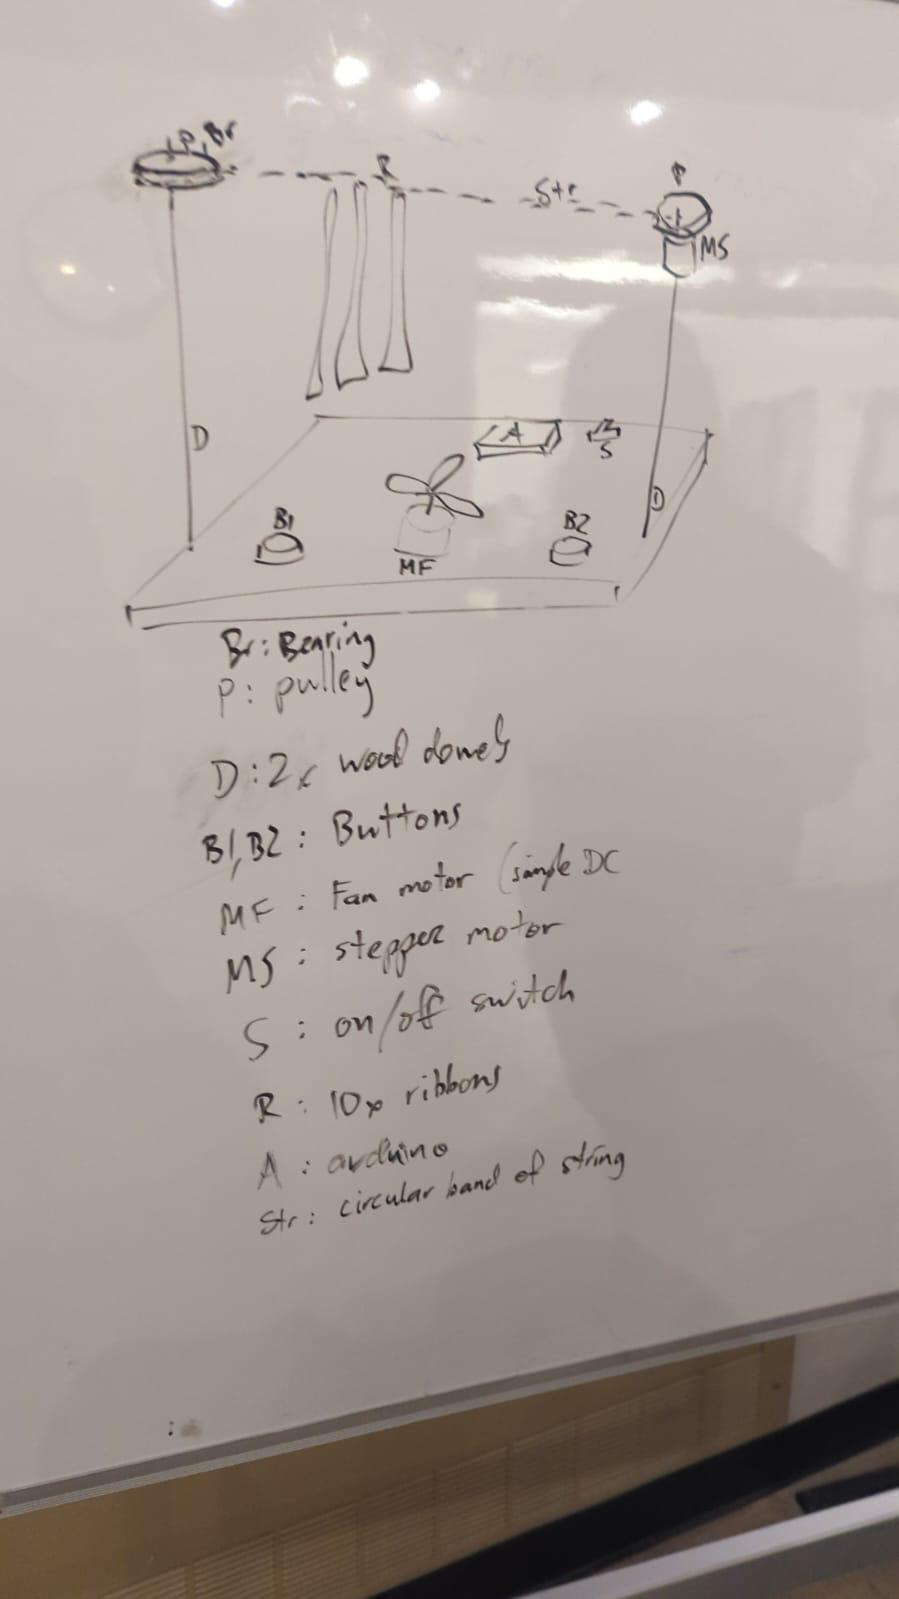 P, Br
R
Str
P
MS
D
A
S
D
B1
B2
MF
Br: Bearing
P: pulley
D: 2x wood dowels
B1, B2: Buttons
MF: Fan motor (simple DC
MS: stepper motor
S: on/off switch
R: 10x ribbons
A: arduino
Str: circular band of string